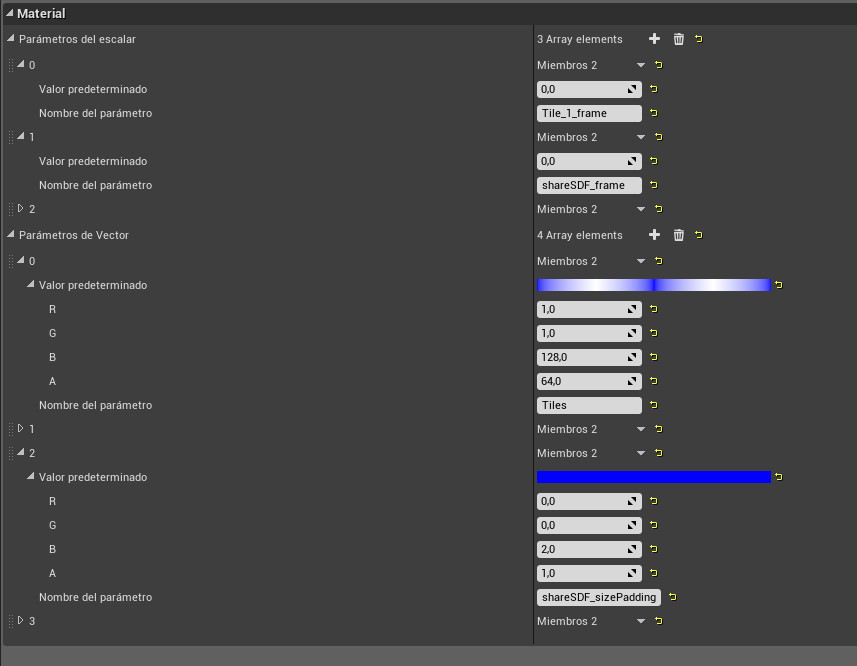 Material
Parámetros del escalar 3 Array elements
0 Miembros 2
Valor predeterminado 0,0
Nombre del parámetro Tile_1_frame
1 Miembros 2
Valor predeterminado 0,0
Nombre del parámetro shareSDF_frame
2 Miembros 2
Parámetros de Vector 4 Array elements
0 Miembros 2
Valor predeterminado
R 1,0
G 1,0
B 128,0
A 64,0
Nombre del parámetro Tiles
1 Miembros 2
2 Miembros 2
Valor predeterminado
R 0,0
G 0,0
B 2,0
A 1,0
Nombre del parámetro shareSDF_sizePadding
3 Miembros 2